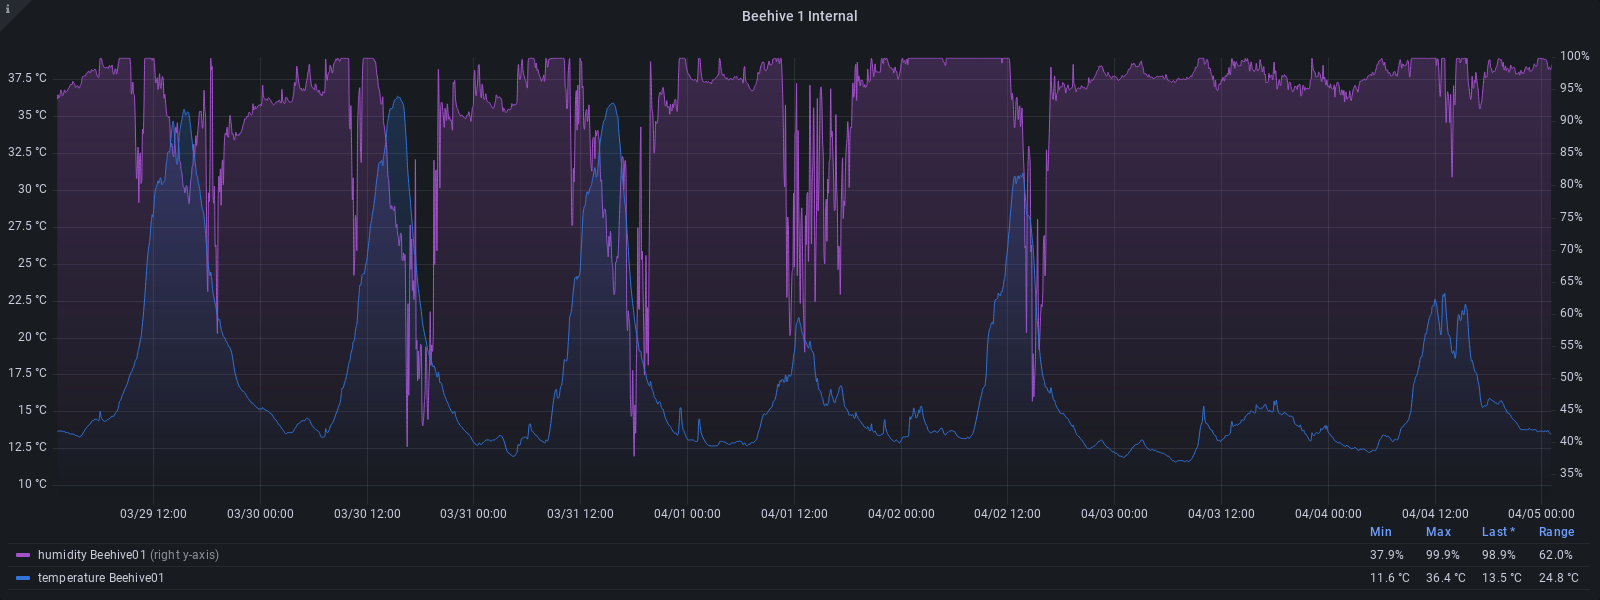 i
Beehive 1 Internal
37.5 °C
35 °C
32.5 °C
30 °C
27.5 °C
25 °C
22.5 °C
20 °C
17.5 °C
15 °C
12.5 °C
10 °C
100%
95%
90%
85%
80%
75%
70%
65%
60%
55%
50%
45%
40%
35%
03/29 12:00 03/30 00:00 03/30 12:00 03/31 00:00 03/31 12:00 04/01 00:00 04/01 12:00 04/02 00:00 04/02 12:00 04/03 00:00 04/03 12:00 04/04 00:00 04/04 12:00 04/05 00:00
Min Max Last * Range
humidity Beehive01 (right y-axis) 37.9% 99.9% 98.9% 62.0%
temperature Beehive01 11.6 °C 36.4 °C 13.5 °C 24.8 °C